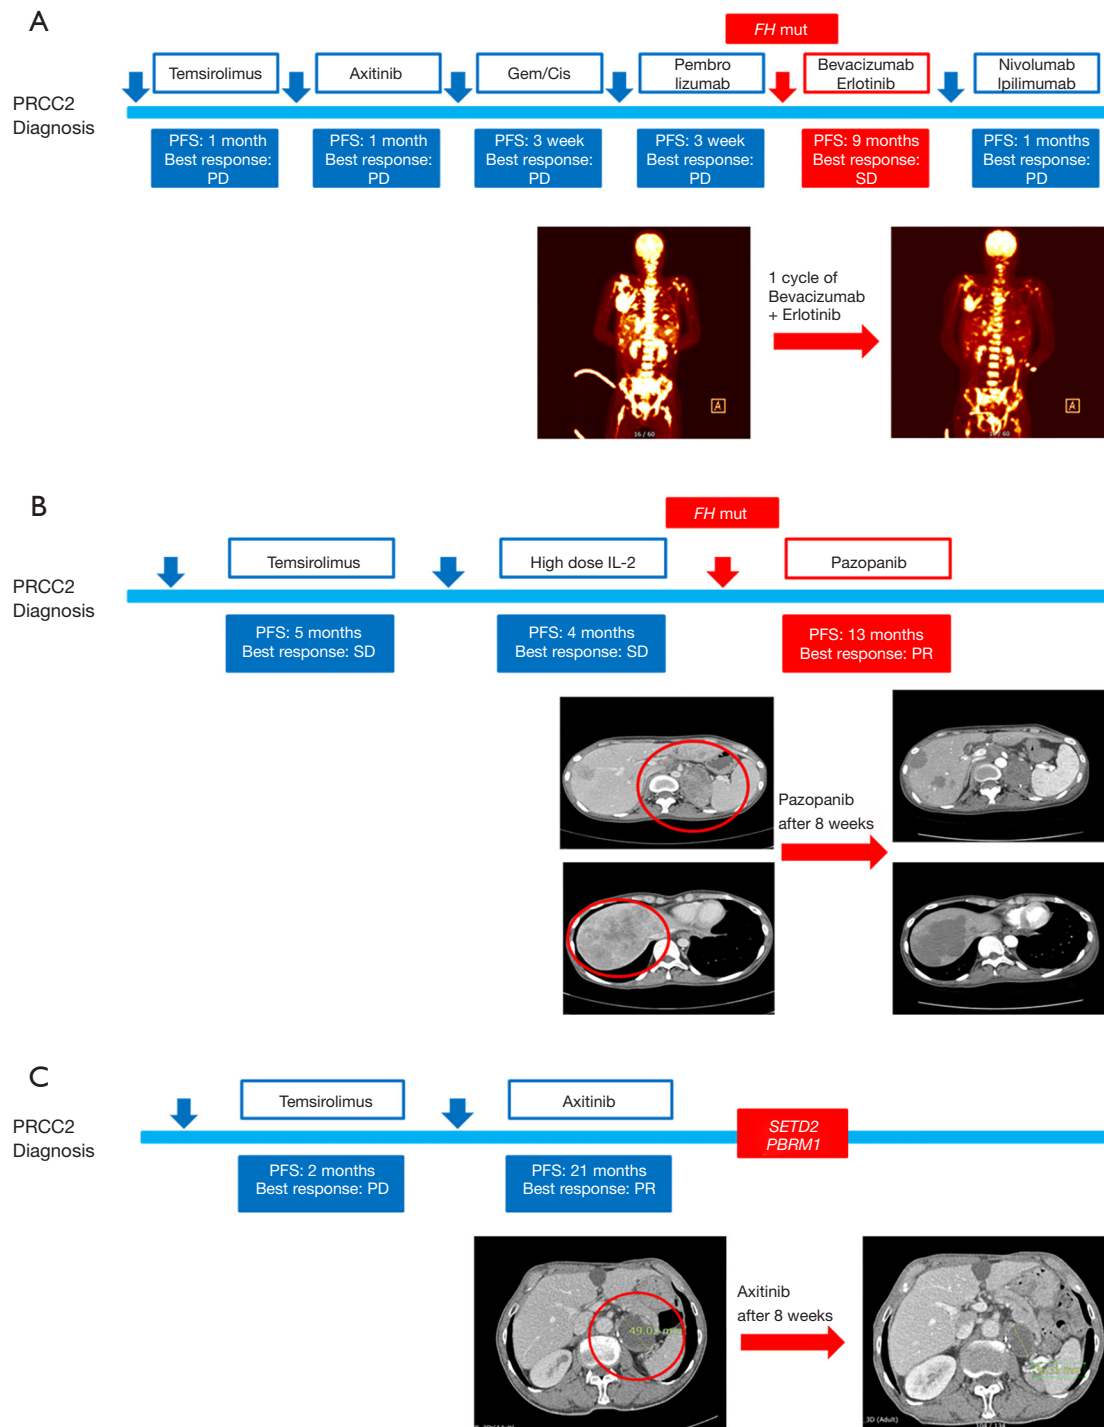 A
FH mut
Temsirolimus
Axitinib
Gem/Cis
Pembro
lizumab
Bevacizumab
Erlotinib
Nivolumab
Ipilimumab
PRCC2
Diagnosis
PFS: 1 month
Best response:
PD
PFS: 1 month
Best response:
PD
PFS: 3 week
Best response:
PD
PFS: 3 week
Best response:
PD
PFS: 9 months
Best response:
SD
PFS: 1 months
Best response:
PD
1 cycle of
Bevacizumab
+ Erlotinib
A
16 / 60
A
/ 60
B
FH mut
Temsirolimus
High dose IL-2
Pazopanib
PRCC2
Diagnosis
PFS: 5 months
Best response: SD
PFS: 4 months
Best response: SD
PFS: 13 months
Best response: PR
Pazopanib
after 8 weeks
C
Temsirolimus
Axitinib
PRCC2
Diagnosis
SETD2
PBRM1
PFS: 2 months
Best response: PD
PFS: 21 months
Best response: PR
Axitinib
after 8 weeks
3D (Adult)